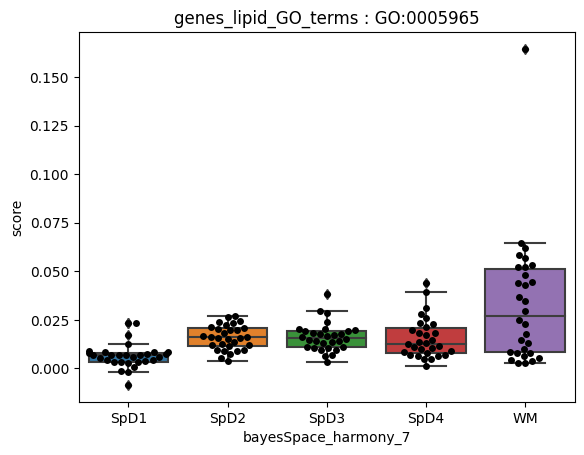 genes_lipid_GO_terms : GO:0005965
0.150
0.125
0.100
0.075
0.050
0.025
0.000
score
SpD1 SpD2 SpD3 SpD4 WM
bayesSpace_harmony_7